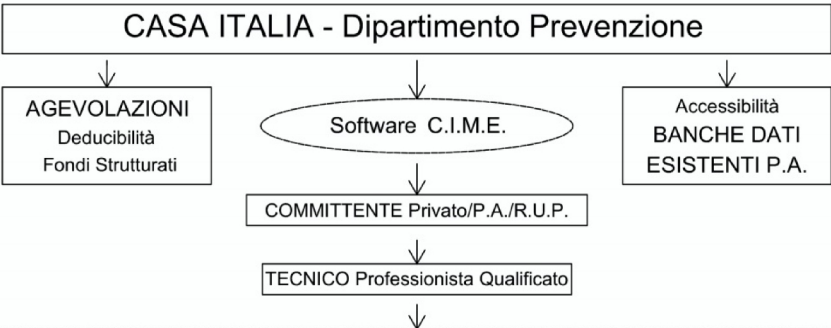 CASA ITALIA - Dipartimento Prevenzione
AGEVOLAZIONI
Deducibilità
Fondi Strutturati
Software C.I.M.E.
Accessibilità
BANCHE DATI
ESISTENTI P.A.
COMMITTENTE Privato/P.A./R.U.P.
TECNICO Professionista Qualificato